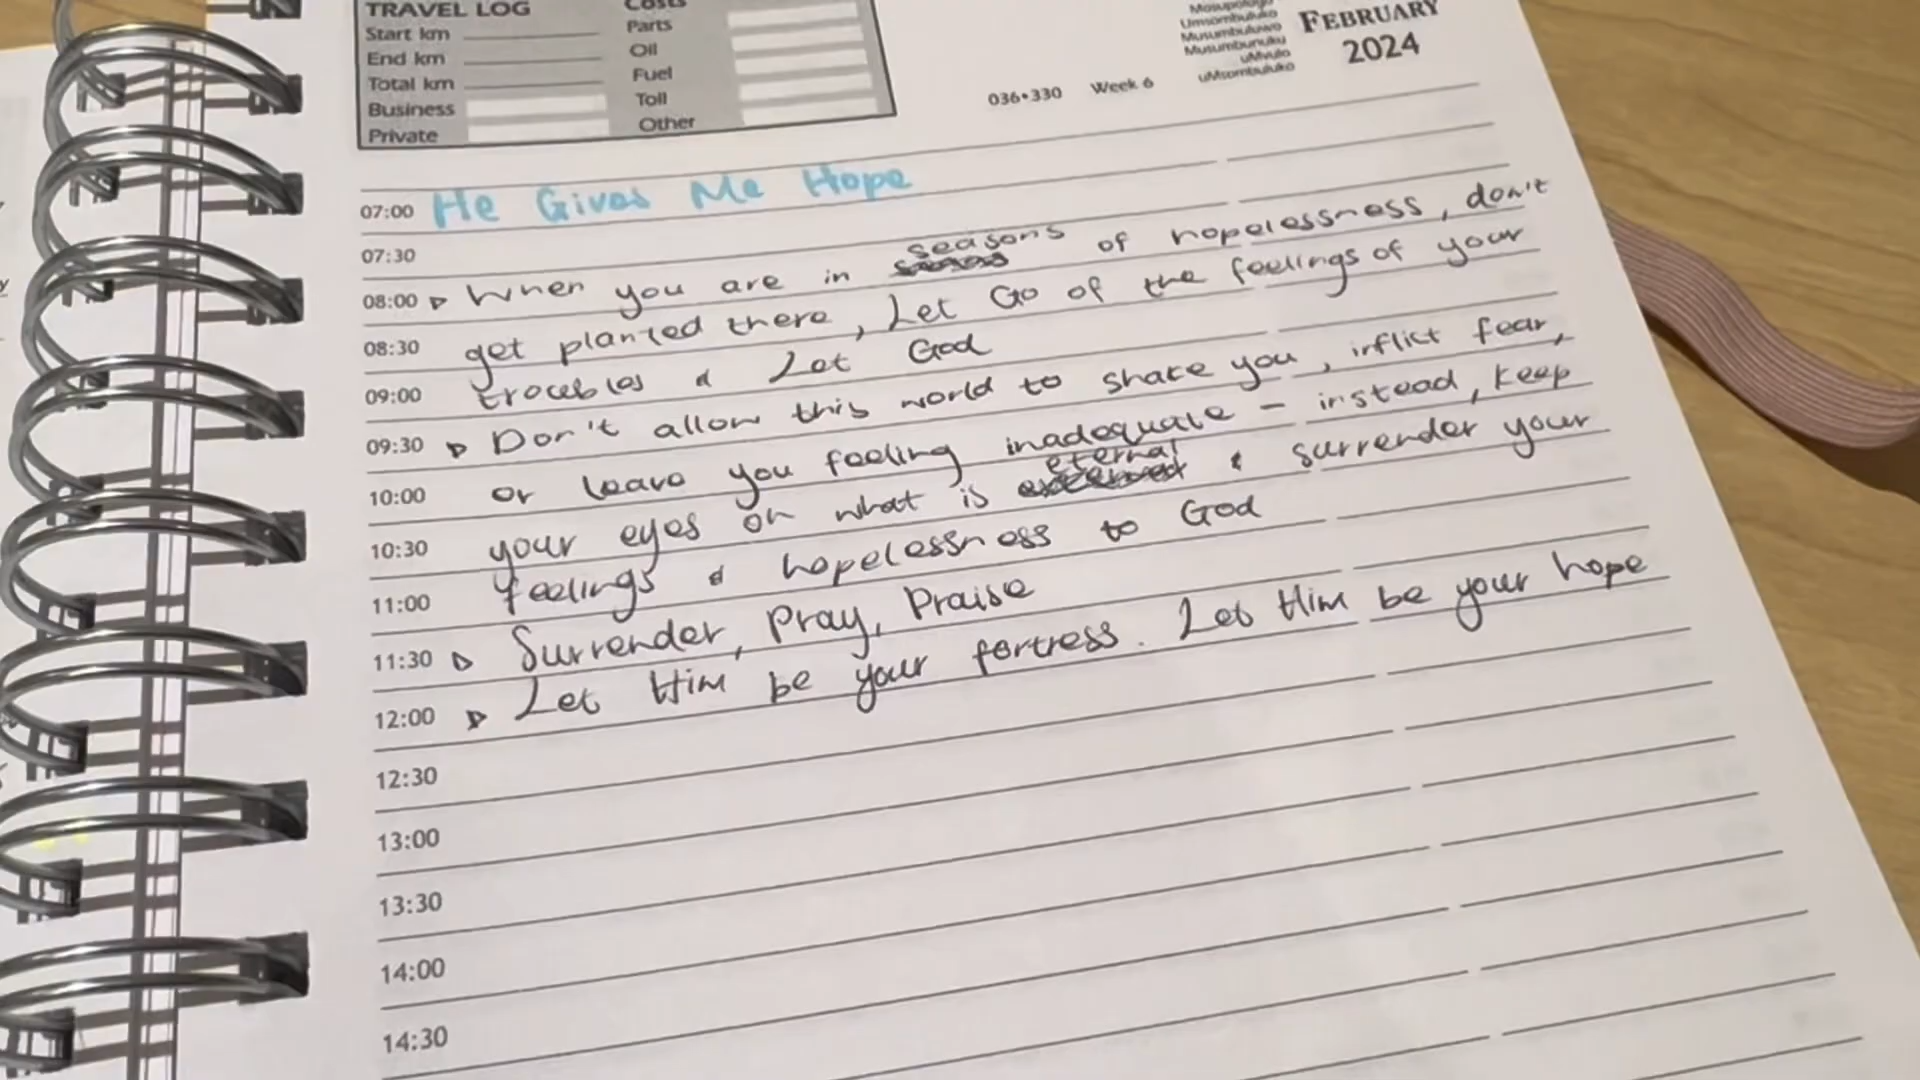 TRAVEL LOG
Costs
Start km
Parts
End km
Oil
Total km
Fuel
Business
Toll
Private
Other
Mosupologo
Umsombuluko
Musumbuluwo
Musumbunuku
uMvulo
uMsombuluko
FEBRUARY
2024
036•330 Week 6
07:00 He Gives Me Hope
07:30 seasons
08:00 When you are in of hopelessness, don't
08:30 get planted there, Let Go of the feelings of your
09:00 troubles & Let God
09:30 Don't allow this world to shake you, inflict fear,
10:00 or leave you feeling inadequate - instead, keep
eternal
10:30 your eyes on what is & surrender your
11:00 feelings & hopelessness to God
11:30 Surrender, Pray, Praise
12:00 Let Him be your fortress. Let Him be your hope
12:30
13:00
13:30
14:00
14:30